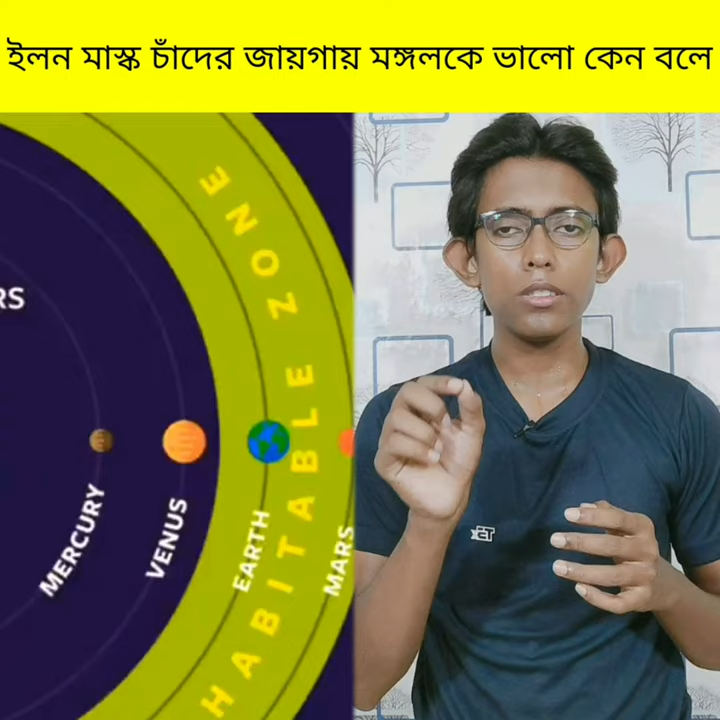 ইলন মাস্ক চাঁদের জায়গায় মঙ্গলকে ভালো কেন বলে
RS
HABITABLE ZONE
MERCURY
VENUS
EARTH
MARS